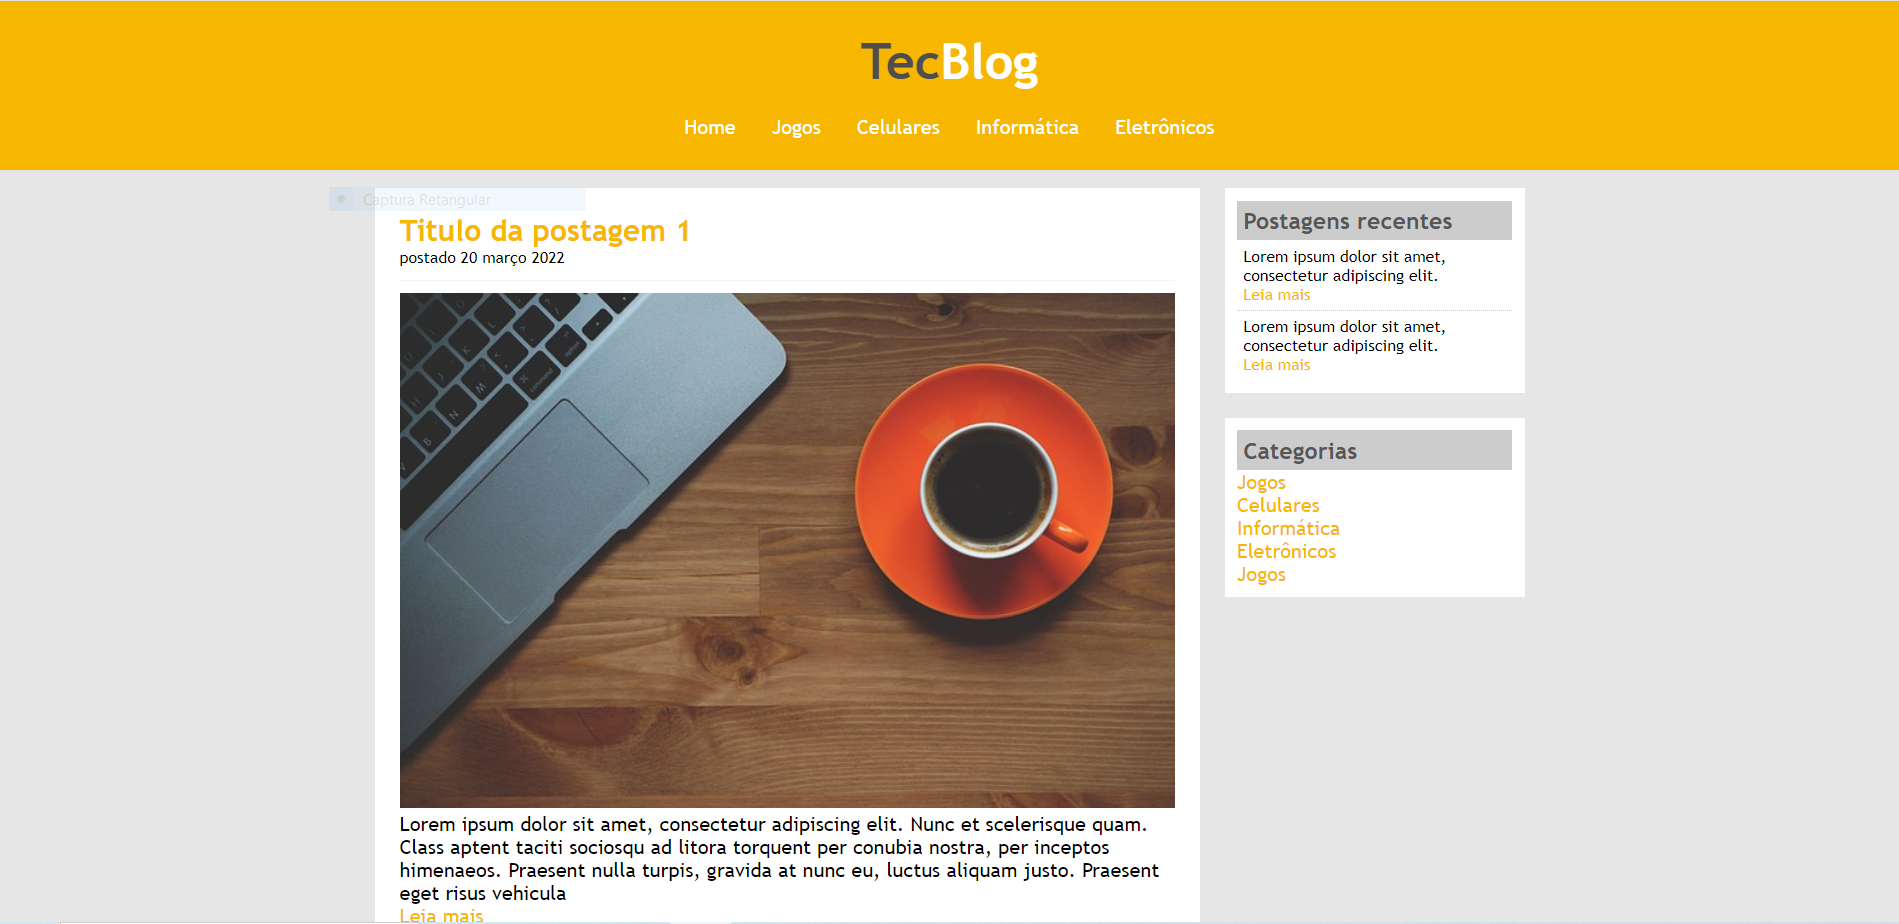 TecBlog
Home Jogos Celulares Informática Eletrônicos
Captura Retangular
Titulo da postagem 1
postado 20 março 2022
Lorem ipsum dolor sit amet, consectetur adipiscing elit. Nunc et scelerisque quam.
Class aptent taciti sociosqu ad litora torquent per conubia nostra, per inceptos
himenaeos. Praesent nulla turpis, gravida at nunc eu, luctus aliquam justo. Praesent
eget risus vehicula
Leia mais
Postagens recentes
Lorem ipsum dolor sit amet,
consectetur adipiscing elit.
Leia mais
Lorem ipsum dolor sit amet,
consectetur adipiscing elit.
Leia mais
Categorias
Jogos
Celulares
Informática
Eletrônicos
Jogos